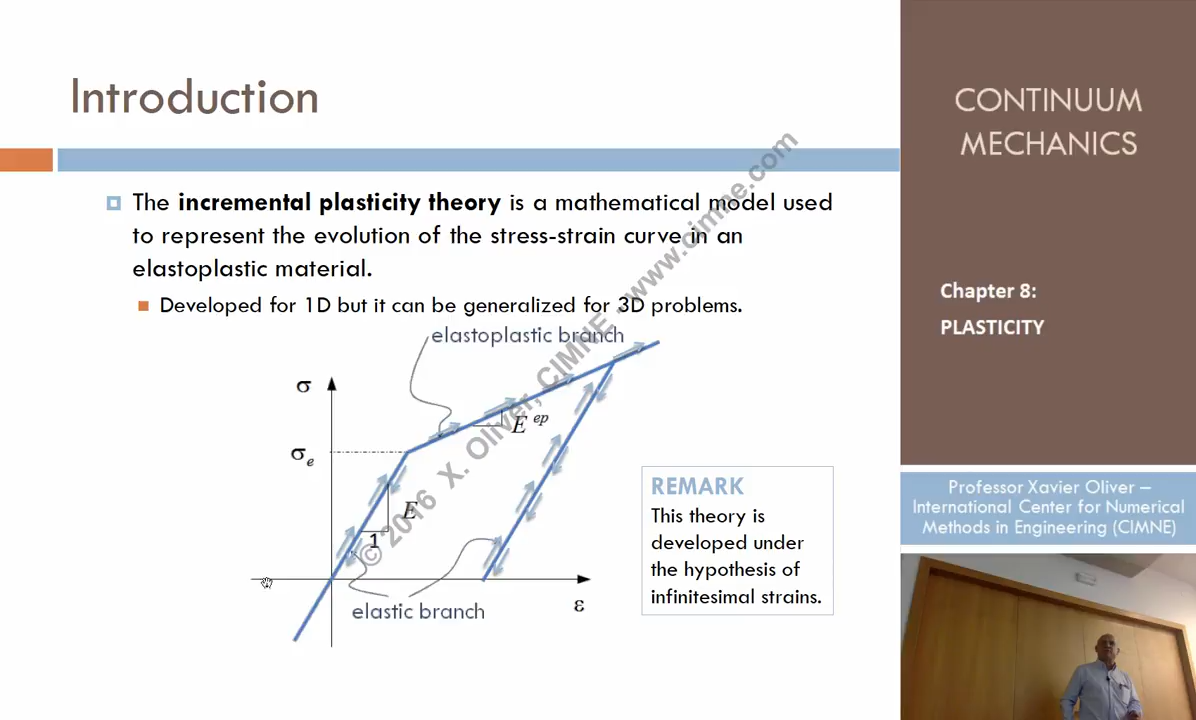 Introduction
The incremental plasticity theory is a mathematical model used
to represent the evolution of the stress-strain curve in an
elastoplastic material.
Developed for 1D but it can be generalized for 3D problems.
elastoplastic branch
σ
σe
E ep
E
1
elastic branch
ε
REMARK
This theory is
developed under
the hypothesis of
infinitesimal strains.
© 2016 X. Oliver, CIMNE - www.cimne.com
CONTINUUM
MECHANICS
Chapter 8:
PLASTICITY
Professor Xavier Oliver –
International Center for Numerical
Methods in Engineering (CIMNE)